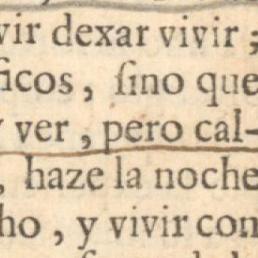 vir dexar vivir;
ficos, ſino que
y ver, pero cal-
, haze la noche
ho, y vivir con